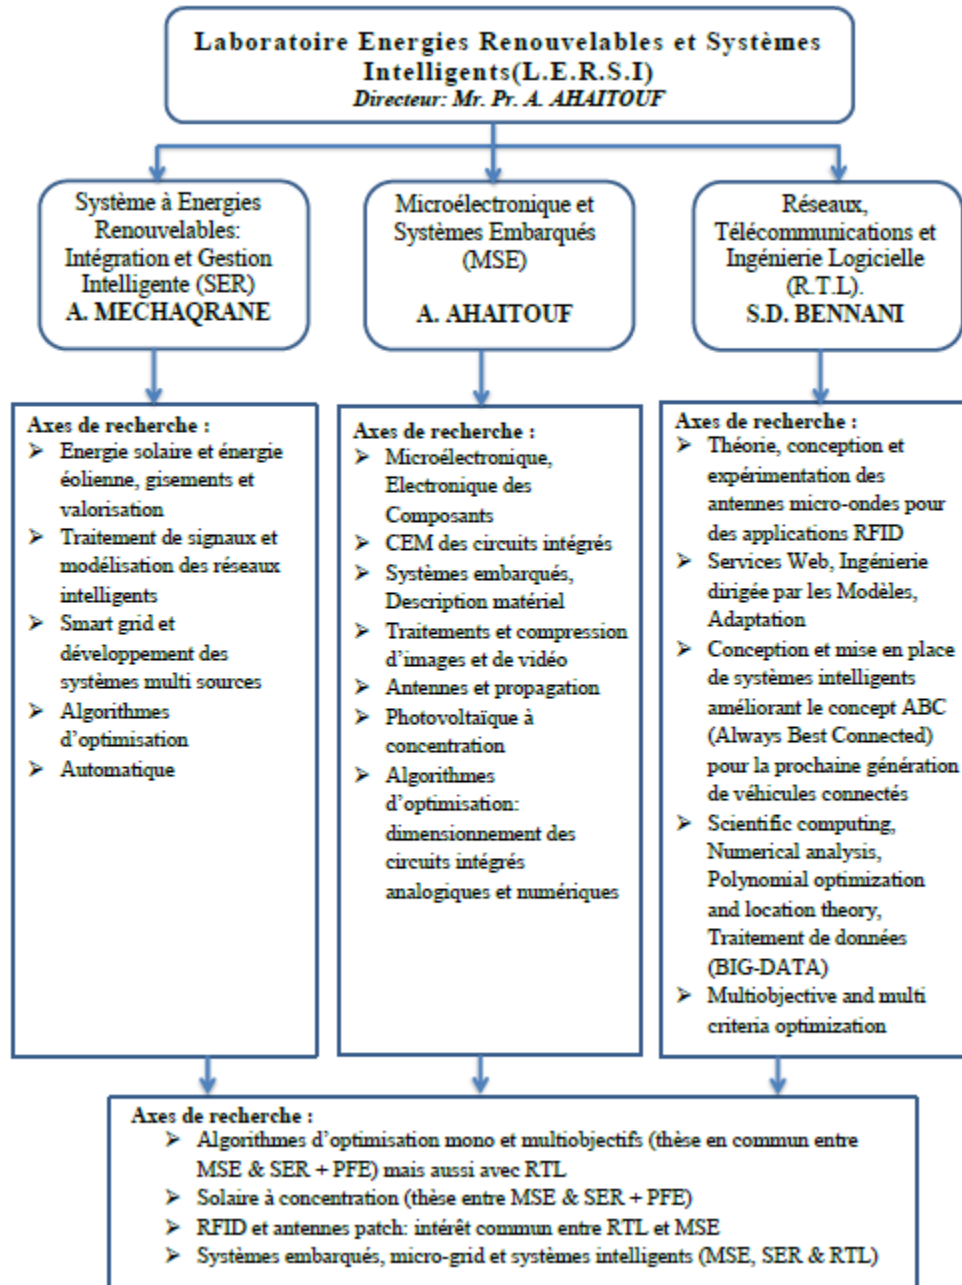 Laboratoire Energies Renouvelables et Systèmes
Intelligents(L.E.R.S.I)
Directeur: Mr. Pr. A. AHAITOUF
Système à Energies
Renouvelables:
Intégration et Gestion
Intelligente (SER)
A. MECHAQRANE
Microélectronique et
Systèmes Embarqués
(MSE)
A. AHAITOUF
Réseaux,
Télécommunications et
Ingénierie Logicielle
(R.T.L).
S.D. BENNANI
Axes de recherche :
➤ Energie solaire et énergie
éolienne, gisements et
valorisation
➤ Traitement de signaux et
modélisation des réseaux
intelligents
➤ Smart grid et
développement des
systèmes multi sources
➤ Algorithmes
d’optimisation
➤ Automatique
Axes de recherche :
➤ Microélectronique,
Electronique des
Composants
➤ CEM des circuits intégrés
➤ Systèmes embarqués,
Description matériel
➤ Traitements et compression
d’images et de vidéo
➤ Antennes et propagation
➤ Photovoltaïque à
concentration
➤ Algorithmes
d’optimisation:
dimensionnement des
circuits intégrés
analogiques et numériques
Axes de recherche :
➤ Théorie, conception et
expérimentation des
antennes micro-ondes pour
des applications RFID
➤ Services Web, Ingénierie
dirigée par les Modèles,
Adaptation
➤ Conception et mise en place
de systèmes intelligents
améliorant le concept ABC
(Always Best Connected)
pour la prochaine génération
de véhicules connectés
➤ Scientific computing,
Numerical analysis,
Polynomial optimization
and location theory,
Traitement de données
(BIG-DATA)
➤ Multiobjective and multi
criteria optimization
Axes de recherche :
➤ Algorithmes d’optimisation mono et multiobjectifs (thèse en commun entre
MSE & SER + PFE) mais aussi avec RTL
➤ Solaire à concentration (thèse entre MSE & SER + PFE)
➤ RFID et antennes patch: intérêt commun entre RTL et MSE
➤ Systèmes embarqués, micro-grid et systèmes intelligents (MSE, SER & RTL)